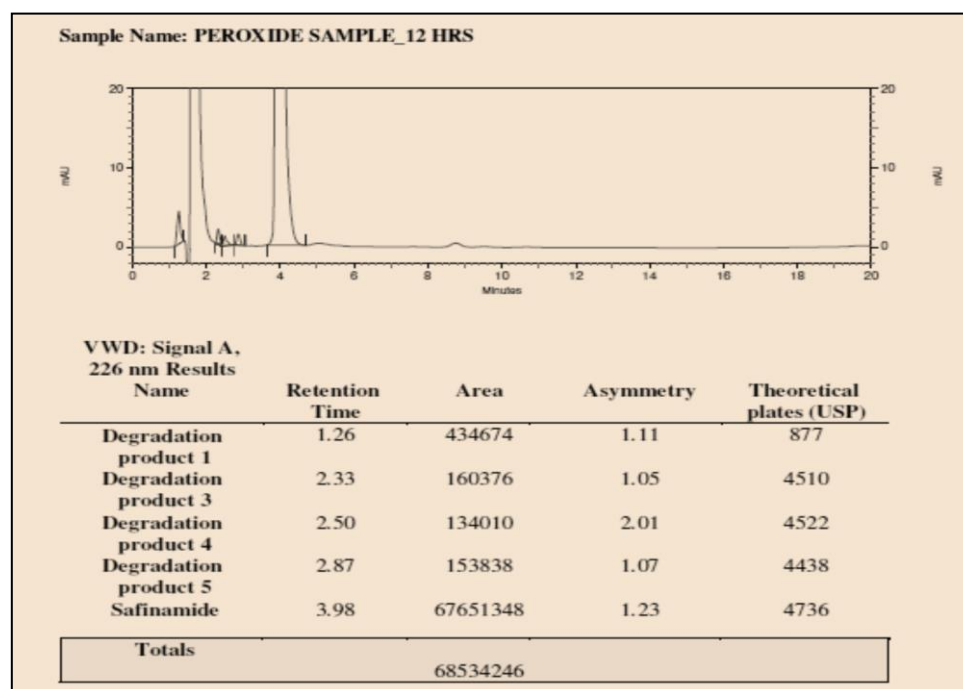 Sample Name: PEROXIDE SAMPLE_12 HRS
20 20
10 10
mAU mAU
0 0
0 2 4 6 8 10 12 14 16 18 20
Minutes
VWD: Signal A,
226 nm Results
Name Retention Area Asymmetry Theoretical
Time plates (USP)
Degradation 1.26 434674 1.11 877
product 1
Degradation 2.33 160376 1.05 4510
product 3
Degradation 2.50 134010 2.01 4522
product 4
Degradation 2.87 153838 1.07 4438
product 5
Safinamide 3.98 67651348 1.23 4736
Totals
68534246